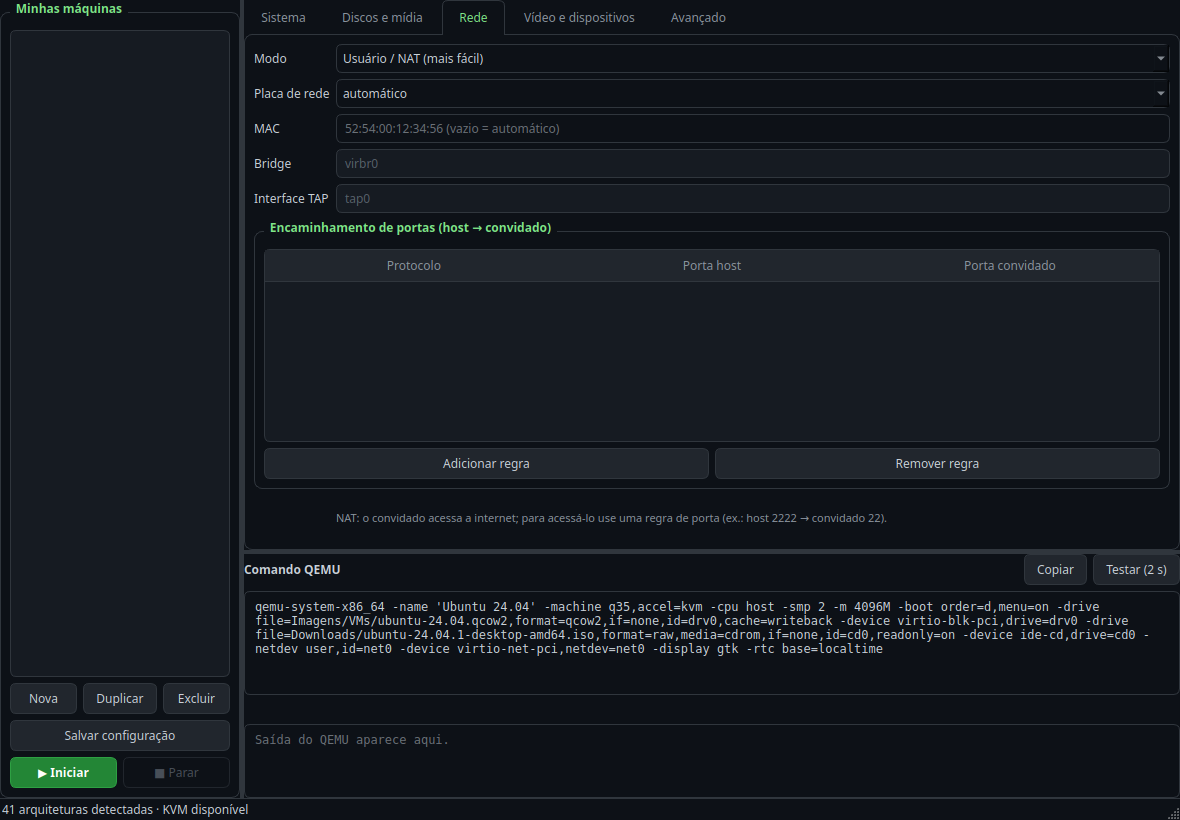 Minhas máquinas
Sistema
Discos e mídia
Rede
Vídeo e dispositivos
Avançado
Modo
Usuário / NAT (mais fácil)
Placa de rede
automático
MAC
52:54:00:12:34:56 (vazio = automático)
Bridge
virbr0
Interface TAP
tap0
Encaminhamento de portas (host → convidado)
Protocolo
Porta host
Porta convidado
Adicionar regra
Remover regra
NAT: o convidado acessa a internet; para acessá-lo use uma regra de porta (ex.: host 2222 → convidado 22).
Comando QEMU
Copiar
Testar (2 s)
qemu-system-x86_64 -name 'Ubuntu 24.04' -machine q35,accel=kvm -cpu host -smp 2 -m 4096M -boot order=d,menu=on -drive
file=Imagens/VMs/ubuntu-24.04.qcow2,format=qcow2,if=none,id=drv0,cache=writeback -device virtio-blk-pci,drive=drv0 -drive
file=Downloads/ubuntu-24.04.1-desktop-amd64.iso,format=raw,media=cdrom,if=none,id=cd0,readonly=on -device ide-cd,drive=cd0 -
netdev user,id=net0 -device virtio-net-pci,netdev=net0 -display gtk -rtc base=localtime
Saída do QEMU aparece aqui.
Nova
Duplicar
Excluir
Salvar configuração
▶ Iniciar
■ Parar
41 arquiteturas detectadas · KVM disponível